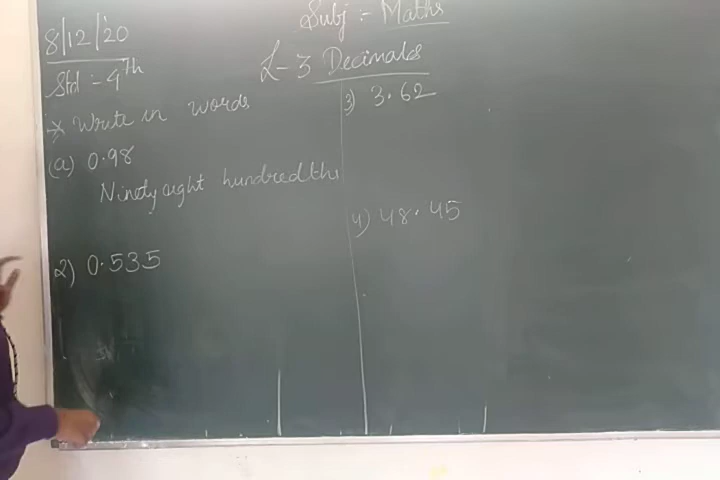 8/12/'20
Subj :- Maths
Std :- 4th
L-3 Decimals
* Write in words
(a) 0.98
Ninety eight hundredths
2) 0.535
3) 3.62
4) 48.45